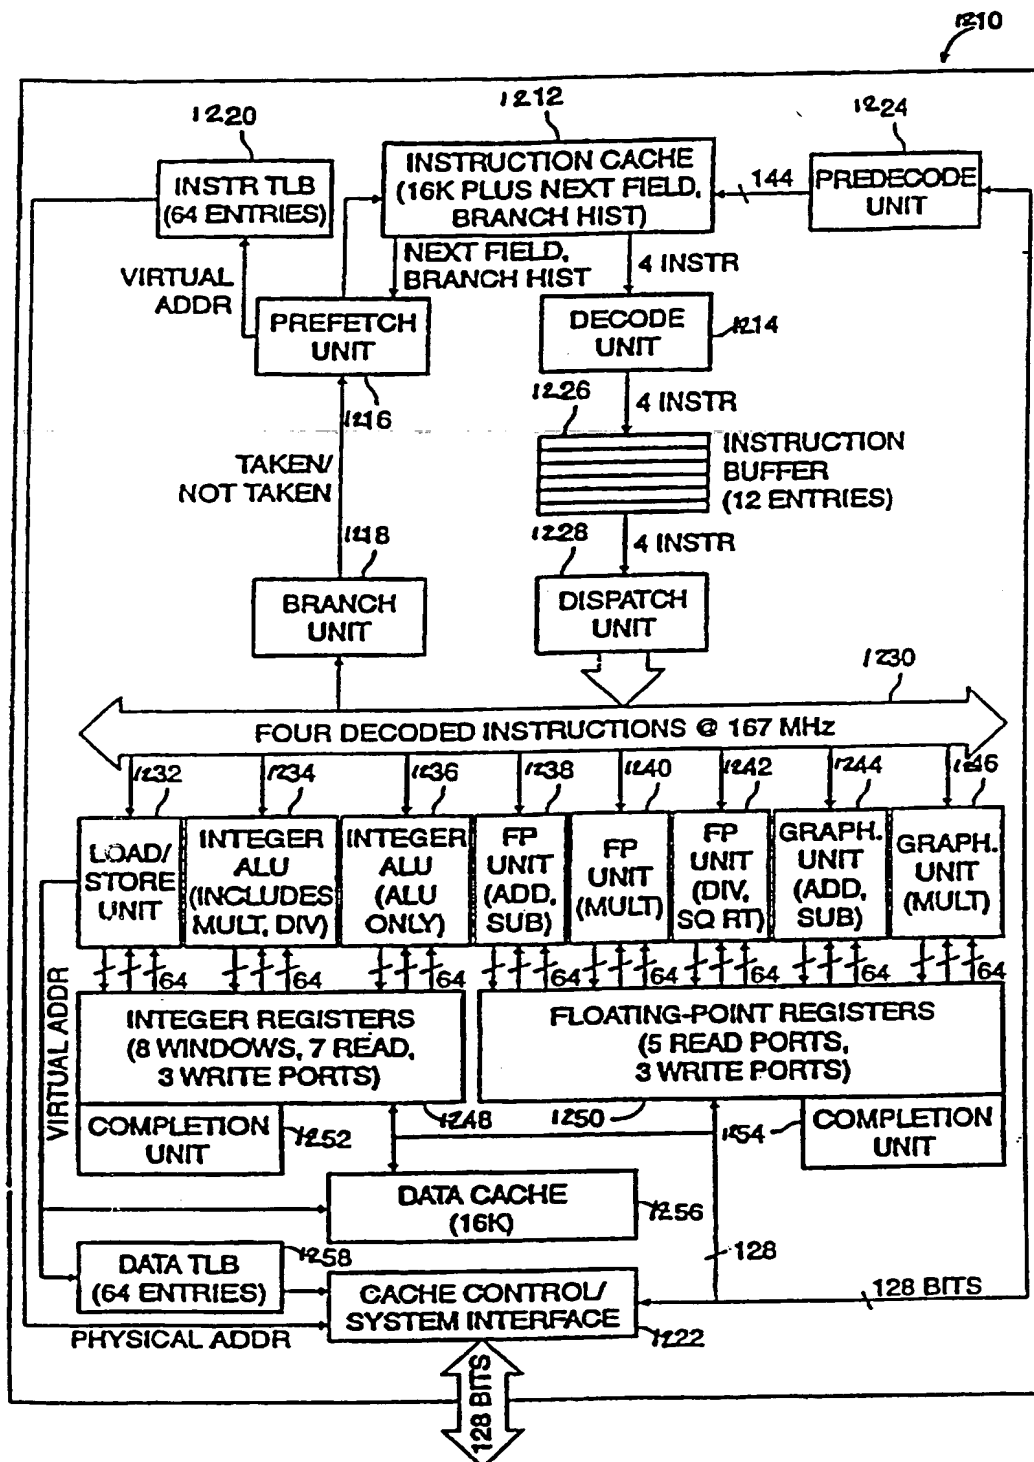 1210
1220
1212
1224
INSTR TLB
(64 ENTRIES)
INSTRUCTION CACHE
(16K PLUS NEXT FIELD,
BRANCH HIST)
144
PREDECODE
UNIT
VIRTUAL
ADDR
NEXT FIELD,
BRANCH HIST
4 INSTR
PREFETCH
UNIT
1216
DECODE
UNIT
1214
1226
4 INSTR
INSTRUCTION
BUFFER
(12 ENTRIES)
TAKEN/
NOT TAKEN
1218
1228
4 INSTR
BRANCH
UNIT
DISPATCH
UNIT
1230
FOUR DECODED INSTRUCTIONS @ 167 MHz
1232
1234
1236
1238
1240
1242
1244
1246
LOAD/
STORE
UNIT
INTEGER
ALU
(INCLUDES
MULT, DIV)
INTEGER
ALU
(ALU
ONLY)
FP
UNIT
(ADD,
SUB)
FP
UNIT
(MULT)
FP
UNIT
(DIV,
SQ RT)
GRAPH.
UNIT
(ADD,
SUB)
GRAPH.
UNIT
(MULT)
64
64
64
64
64
64
64
64
VIRTUAL ADDR
INTEGER REGISTERS
(8 WINDOWS, 7 READ,
3 WRITE PORTS)
FLOATING-POINT REGISTERS
(5 READ PORTS,
3 WRITE PORTS)
COMPLETION
UNIT
1252
1248
1250
1254
COMPLETION
UNIT
DATA CACHE
(16K)
1256
1258
DATA TLB
(64 ENTRIES)
128
128 BITS
CACHE CONTROL/
SYSTEM INTERFACE
PHYSICAL ADDR
1222
128 BITS